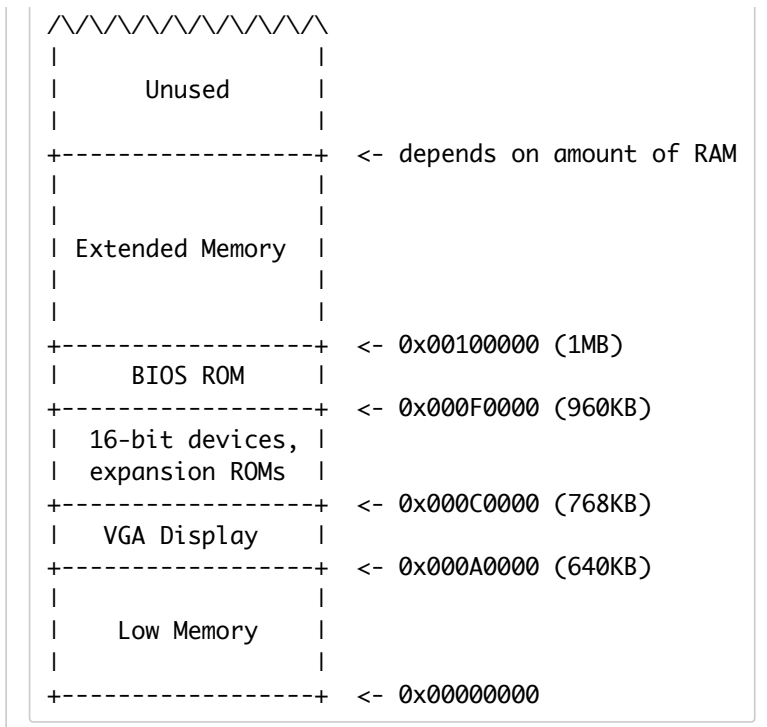 /\/\/\/\/\/\/\/\/\/\
|                  |
|      Unused      |
|                  |
+------------------+  <- depends on amount of RAM
|                  |
|                  |
| Extended Memory  |
|                  |
|                  |
+------------------+  <- 0x00100000 (1MB)
|     BIOS ROM     |
+------------------+  <- 0x000F0000 (960KB)
|  16-bit devices, |
|  expansion ROMs  |
+------------------+  <- 0x000C0000 (768KB)
|   VGA Display    |
+------------------+  <- 0x000A0000 (640KB)
|                  |
|    Low Memory    |
|                  |
+------------------+  <- 0x00000000